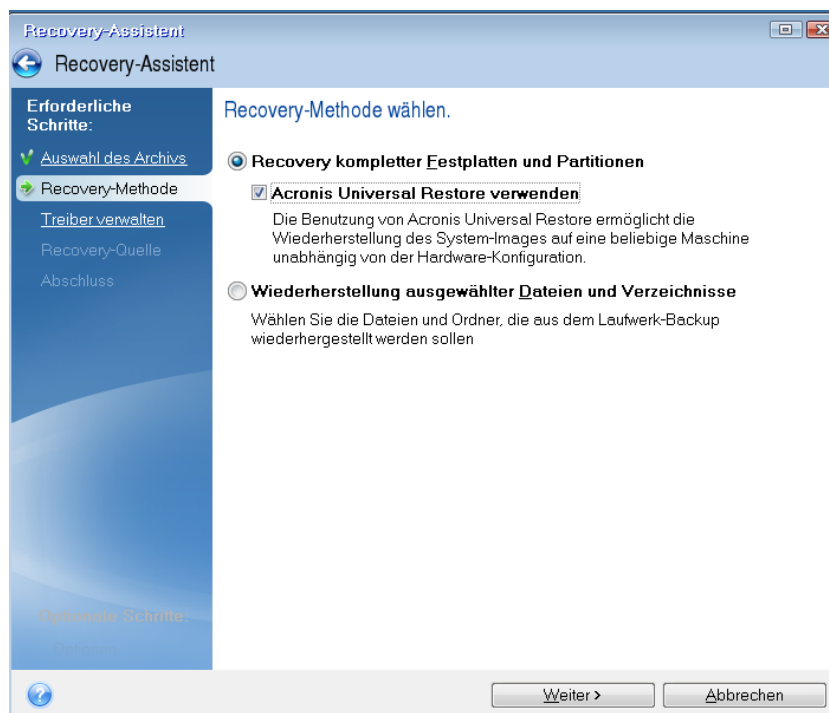 Recovery-Assistent
Recovery-Assistent
Erforderliche
Schritte:
Auswahl des Archivs
Recovery-Methode
Treiber verwalten
Recovery-Quelle
Abschluss
Optionale Schritte:
Optionen
Recovery-Methode wählen.
Recovery kompletter Festplatten und Partitionen
Acronis Universal Restore verwenden
Die Benutzung von Acronis Universal Restore ermöglicht die
Wiederherstellung des System-Images auf eine beliebige Maschine
unabhängig von der Hardware-Konfiguration.
Wiederherstellung ausgewählter Dateien und Verzeichnisse
Wählen Sie die Dateien und Ordner, die aus dem Laufwerk-Backup
wiederhergestellt werden sollen
Weiter >
Abbrechen